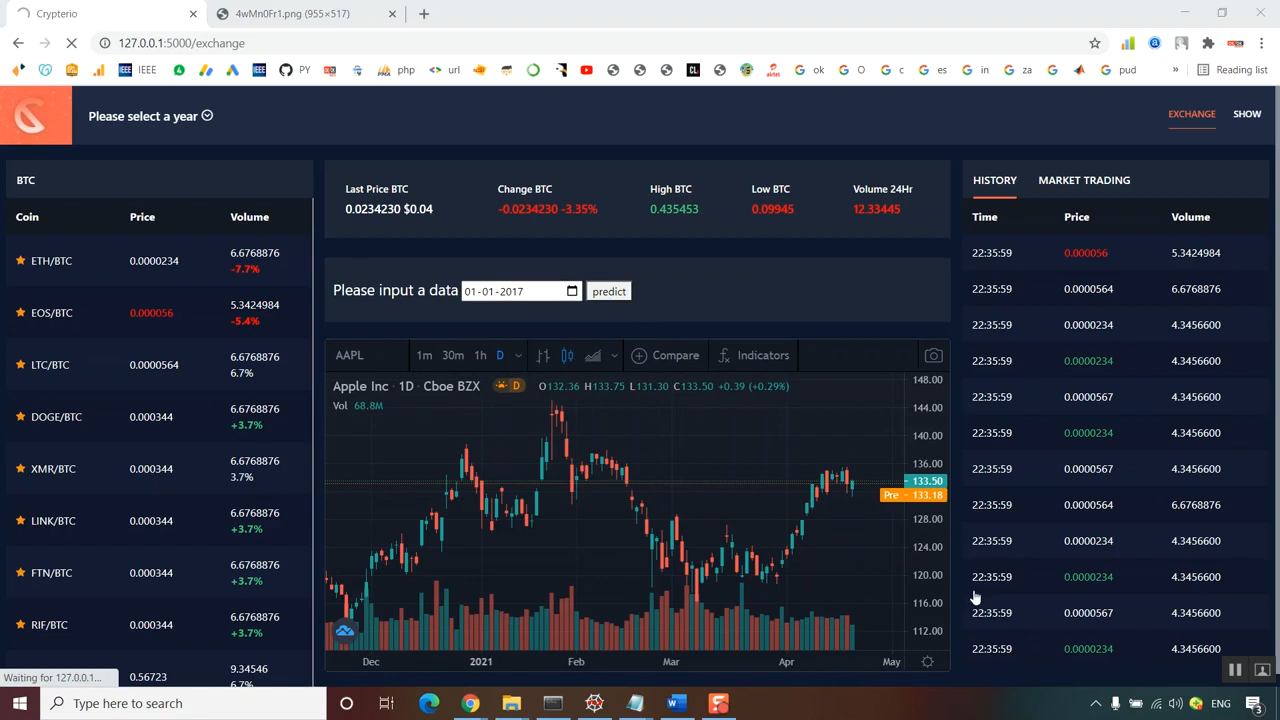 Crypterio
4wMn0Fr1.png (955×517)
127.0.0.1:5000/exchange
IEEE
PY
php
url
ok
O
c
es
in
za
pud
»
Reading list
Please select a year
EXCHANGE
SHOW
BTC
Coin Price Volume
ETH/BTC 0.0000234 6.6768876
-7.7%
EOS/BTC 0.000056 5.3424984
-5.4%
LTC/BTC 0.0000564 6.6768876
6.7%
DOGE/BTC 0.000344 6.6768876
+3.7%
XMR/BTC 0.000344 6.6768876
3.7%
LINK/BTC 0.000344 6.6768876
+3.7%
FTN/BTC 0.000344 6.6768876
+3.7%
RIF/BTC 0.000344 6.6768876
+3.7%
0.56723 9.34546
6.7%
Waiting for 127.0.0.1...
Last Price BTC Change BTC High BTC Low BTC Volume 24Hr
0.0234230 $0.04 -0.0234230 -3.35% 0.435453 0.09945 12.33445
Please input a data 01-01-2017 predict
AAPL 1m 30m 1h D Compare Indicators
Apple Inc · 1D · Cboe BZX D O132.36 H133.75 L131.30 C133.50 +0.39 (+0.29%)
Vol 68.8M
148.00
144.00
140.00
136.00
133.50
Pre 133.18
128.00
124.00
120.00
116.00
112.00
Dec 2021 Feb Mar Apr May
HISTORY MARKET TRADING
Time Price Volume
22:35:59 0.000056 5.3424984
22:35:59 0.0000564 6.6768876
22:35:59 0.0000234 4.3456600
22:35:59 0.0000234 4.3456600
22:35:59 0.0000567 4.3456600
22:35:59 0.0000234 4.3456600
22:35:59 0.0000567 4.3456600
22:35:59 0.0000564 6.6768876
22:35:59 0.0000234 4.3456600
22:35:59 0.0000234 4.3456600
22:35:59 0.0000567 4.3456600
22:35:59 0.0000234 4.3456600
Type here to search
ENG
3